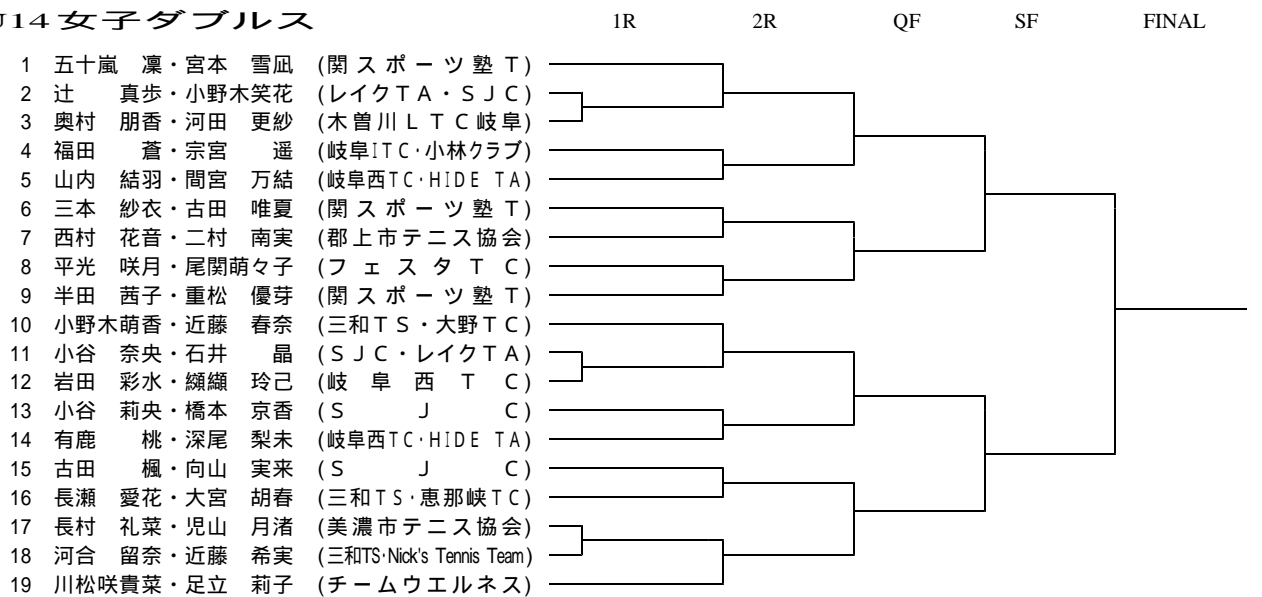 U14女子ダブルス 1R 2R QF SF FINAL
1 五十嵐 凜・宮本 雪凪 (関スポーツ塾T)
2 辻 真歩・小野木笑花 (レイクTA・SJC)
3 奥村 朋香・河田 更紗 (木曽川LTC岐阜)
4 福田 蒼・宗宮 遥 (岐阜ITC・小林クラブ)
5 山内 結羽・間宮 万結 (岐阜西TC・HIDE TA)
6 三本 紗衣・古田 唯夏 (関スポーツ塾T)
7 西村 花音・二村 南実 (郡上市テニス協会)
8 平光 咲月・尾関萌々子 (フェスタTC)
9 半田 茜子・重松 優芽 (関スポーツ塾T)
10 小野木萌香・近藤 春奈 (三和TS・大野TC)
11 小谷 奈央・石井 晶 (SJC・レイクTA)
12 岩田 彩水・纐纈 玲己 (岐阜西TC)
13 小谷 莉央・橋本 京香 (SJC)
14 有鹿 桃・深尾 梨未 (岐阜西TC・HIDE TA)
15 古田 楓・向山 実来 (SJC)
16 長瀬 愛花・大宮 胡春 (三和TS・恵那峡TC)
17 長村 礼菜・児山 月渚 (美濃市テニス協会)
18 河合 留奈・近藤 希実 (三和TS・Nick's Tennis Team)
19 川松咲貴菜・足立 莉子 (チームウエルネス)